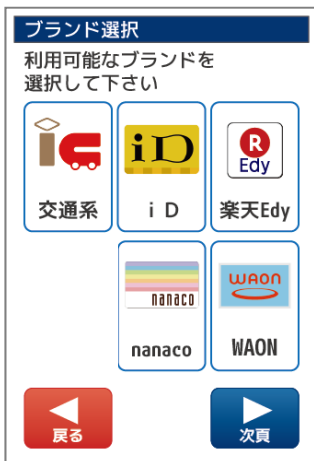 ブランド選択
利用可能なブランドを
選択して下さい
iD
R
Edy
交通系
ｉＤ
楽天Edy
nanaco
WAON
nanaco
WAON
戻る
次頁